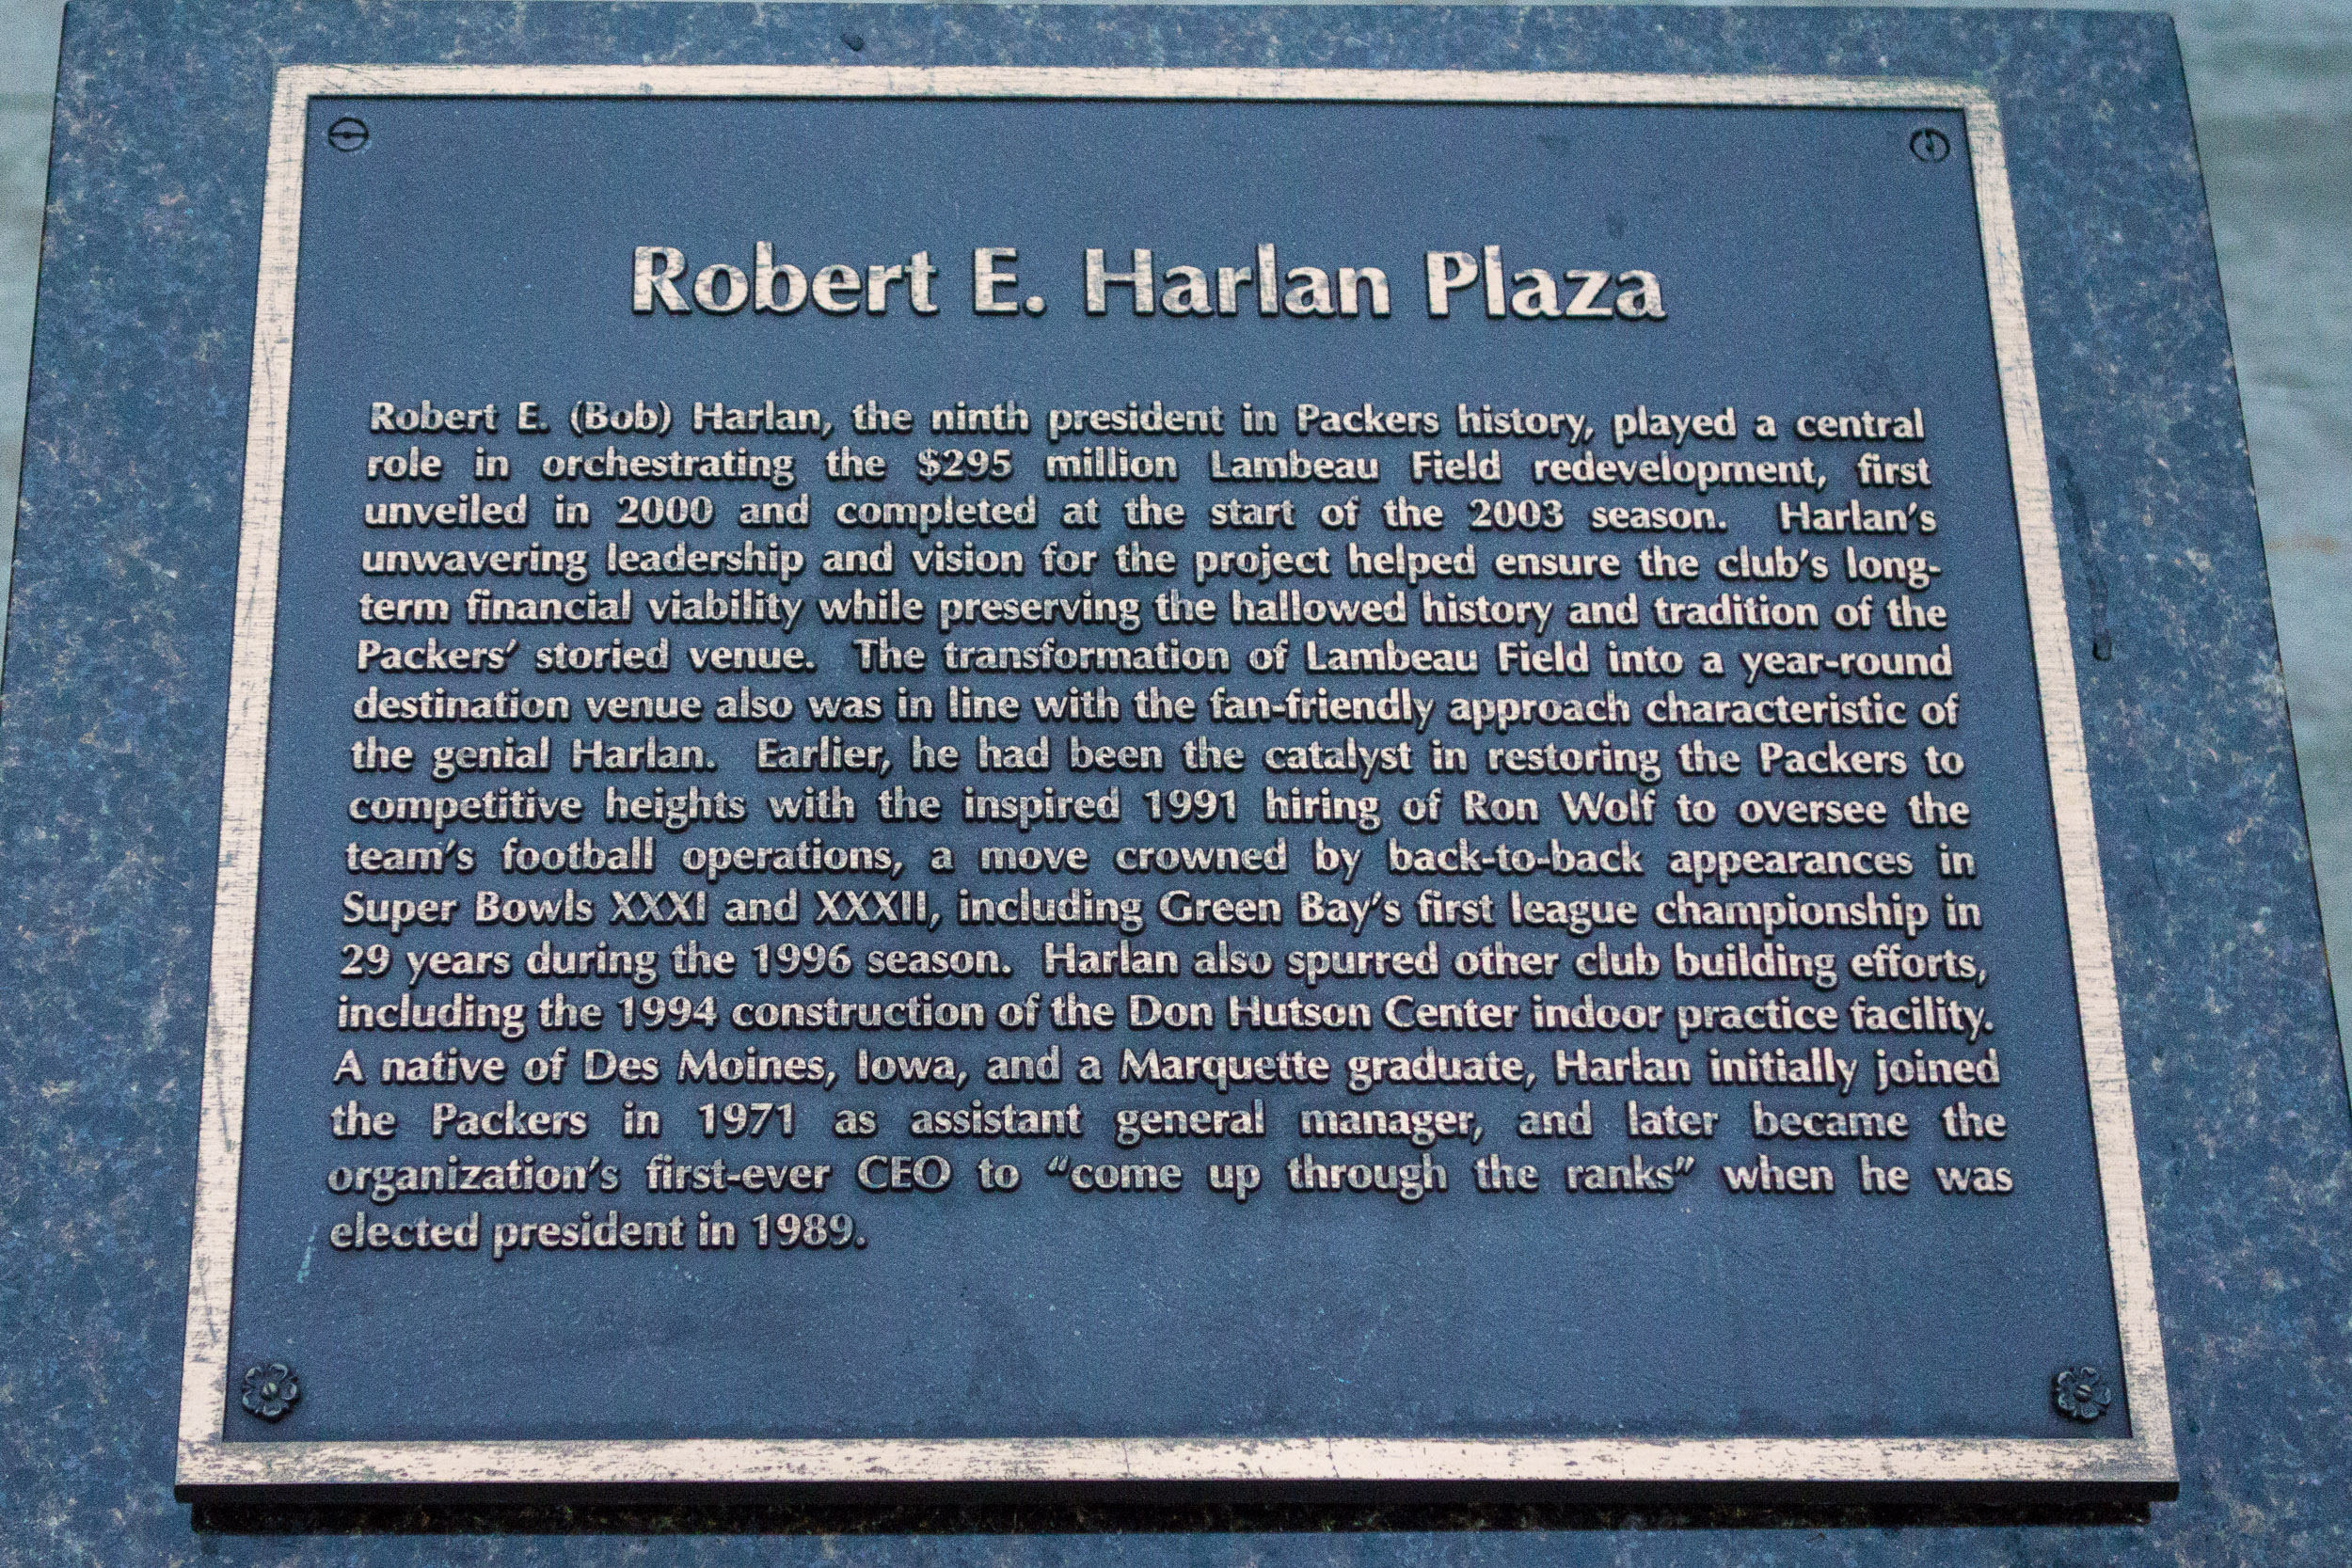 Robert E. Harlan Plaza
Robert E. (Bob) Harlan, the ninth president in Packers history, played a central
role in orchestrating the $295 million Lambeau Field redevelopment, first
unveiled in 2000 and completed at the start of the 2003 season. Harlan's
unwavering leadership and vision for the project helped ensure the club's long-
term financial viability while preserving the hallowed history and tradition of the
Packers' storied venue. The transformation of Lambeau Field into a year-round
destination venue also was in line with the fan-friendly approach characteristic of
the genial Harlan. Earlier, he had been the catalyst in restoring the Packers to
competitive heights with the inspired 1991 hiring of Ron Wolf to oversee the
team's football operations, a move crowned by back-to-back appearances in
Super Bowls XXXI and XXXII, including Green Bay's first league championship in
29 years during the 1996 season. Harlan also spurred other club building efforts,
including the 1994 construction of the Don Hutson Center indoor practice facility.
A native of Des Moines, Iowa, and a Marquette graduate, Harlan initially joined
the Packers in 1971 as assistant general manager, and later became the
organization's first-ever CEO to “come up through the ranks” when he was
elected president in 1989.